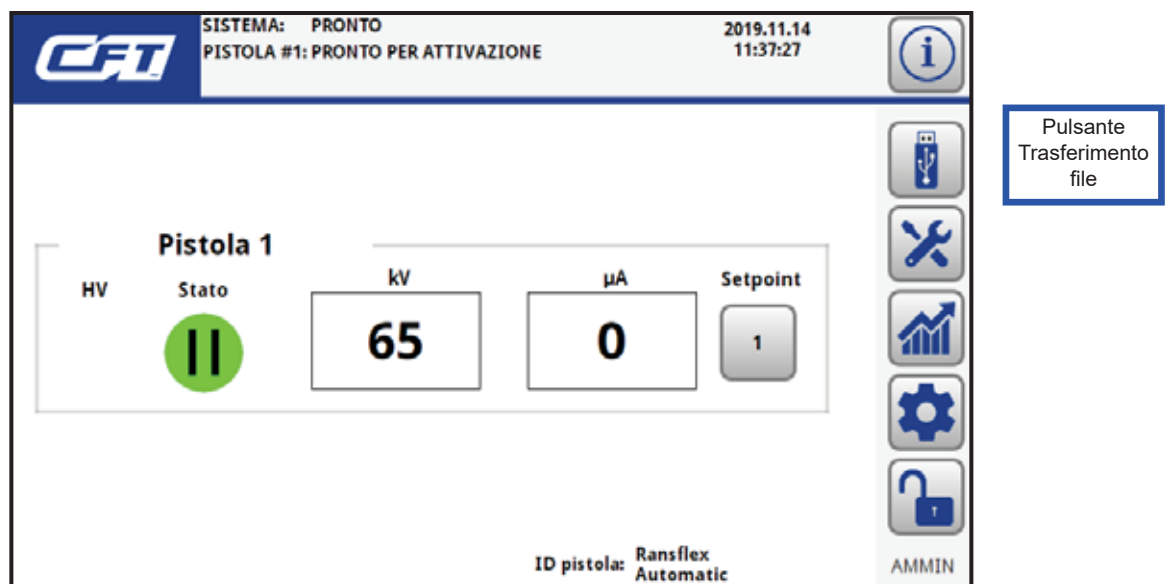 CFT
SISTEMA: PRONTO
PISTOLA #1: PRONTO PER ATTIVAZIONE
2019.11.14
11:37:27
i
Pulsante
Trasferimento
file
Pistola 1
HV
Stato
kV
µA
Setpoint
65
0
1
ID pistola: Ransflex
Automatic
AMMIN